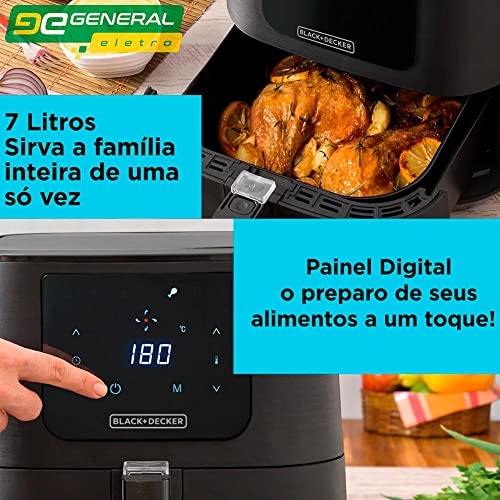 GE GENERAL
eletro
BLACK+DECKER
7 Litros
Sirva a família
inteira de uma
só vez
Painel Digital
o preparo de seus
alimentos a um toque!
°C
180
M
BLACK+DECKER